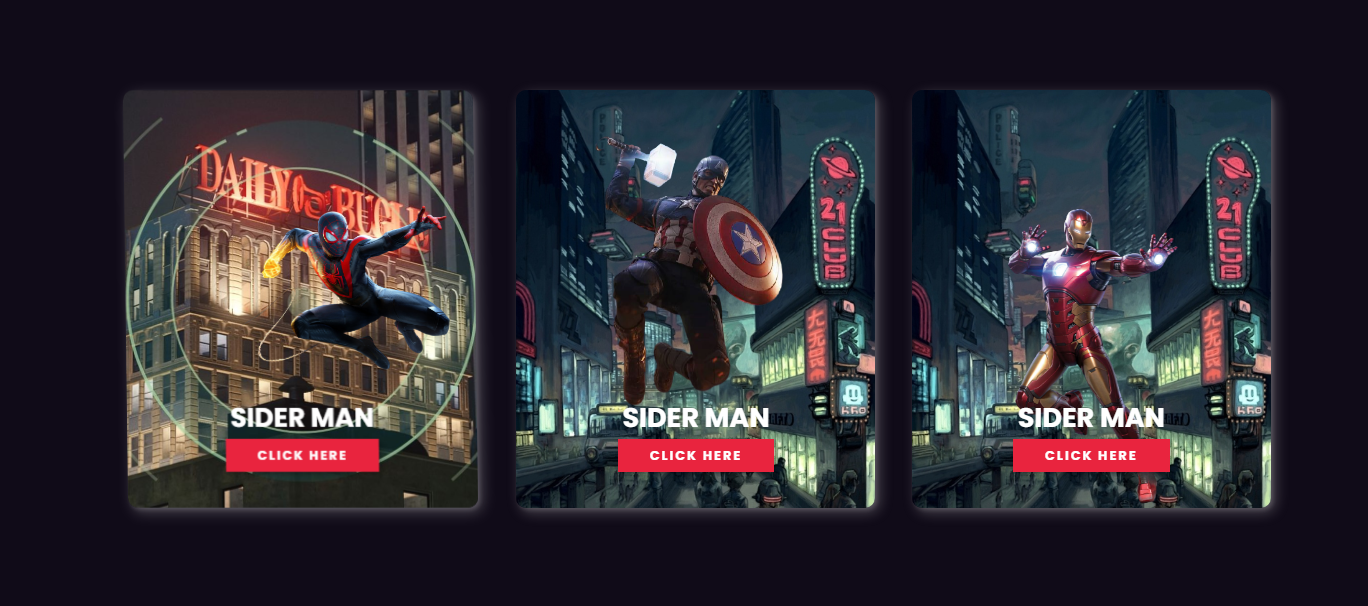 DAILY BUGLE
SIDER MAN
CLICK HERE
21
CLUB
SIDER MAN
CLICK HERE
21
CLUB
SIDER MAN
CLICK HERE